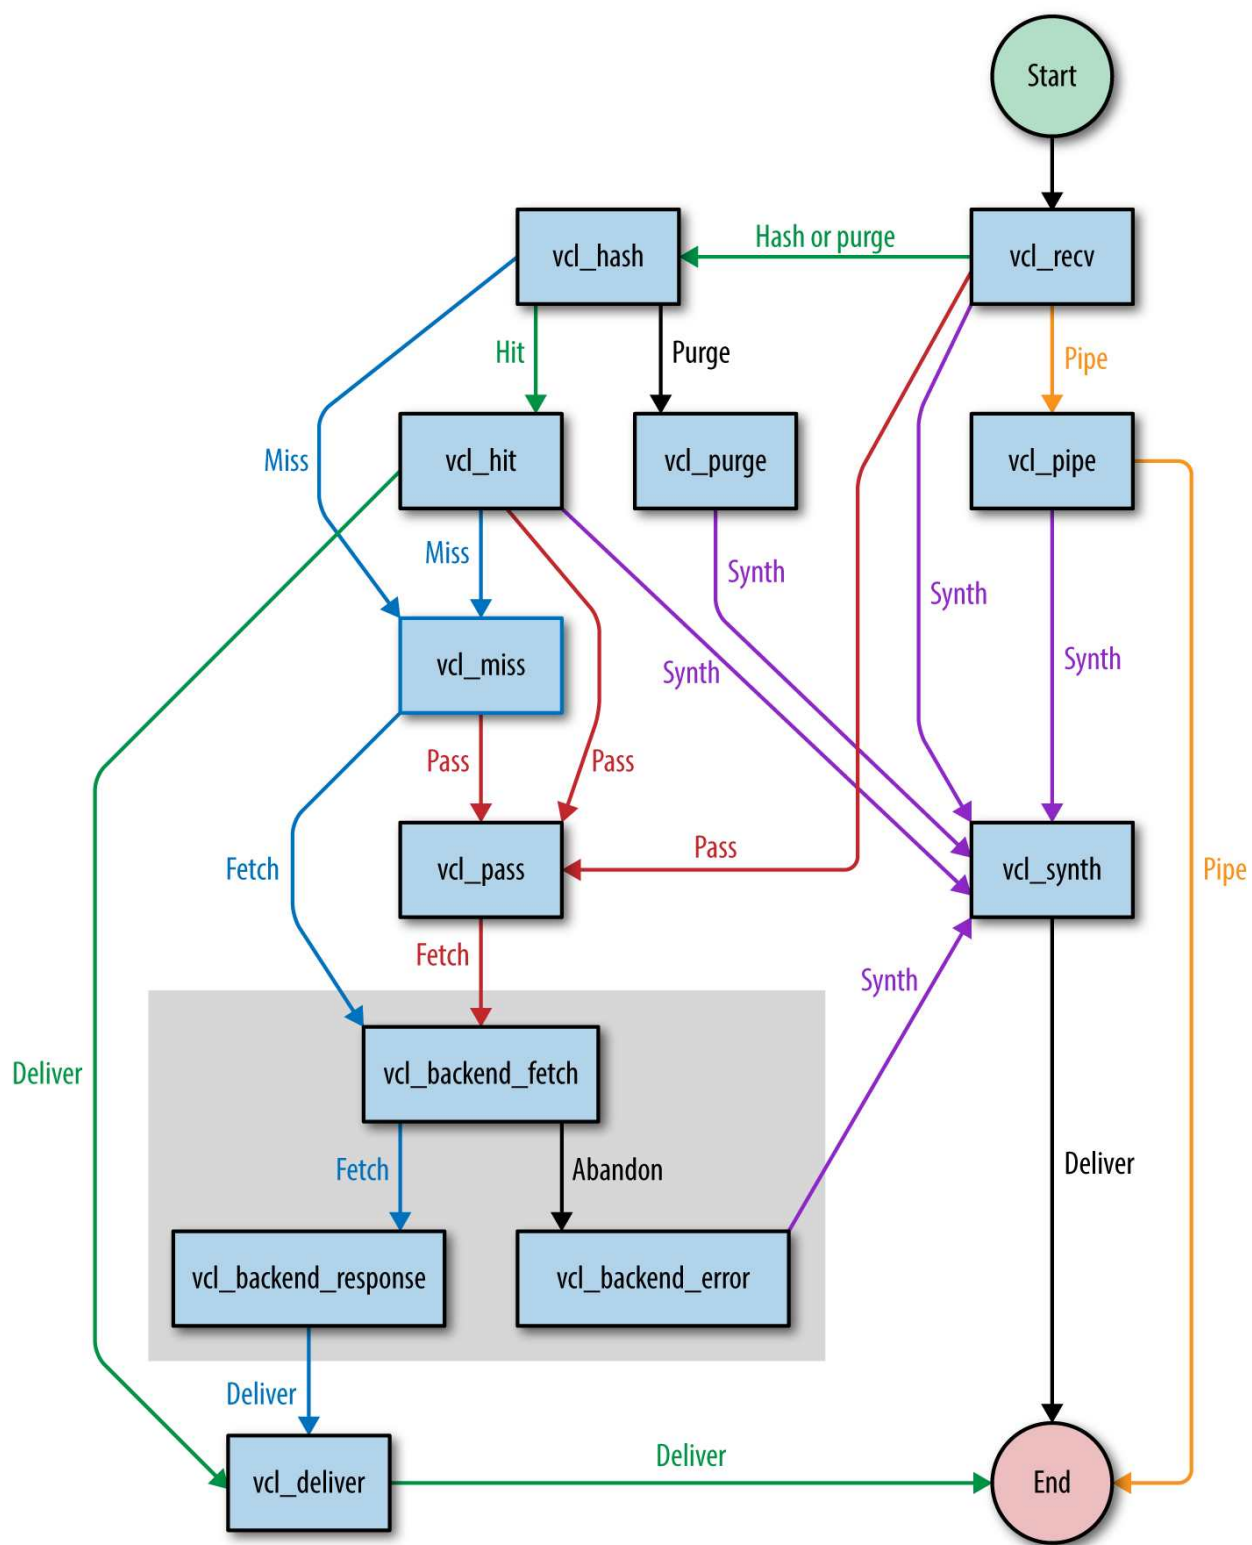 Start
Hash or purge
vcl_hash
vcl_recv
Hit
Purge
Pipe
Miss
vcl_hit
vcl_purge
vcl_pipe
Miss
Synth
Synth
Synth
Synth
vcl_miss
Pass
Pass
Pass
Fetch
vcl_pass
vcl_synth
Pipe
Fetch
Synth
Deliver
vcl_backend_fetch
Fetch
Abandon
Deliver
vcl_backend_response
vcl_backend_error
Deliver
Deliver
vcl_deliver
End